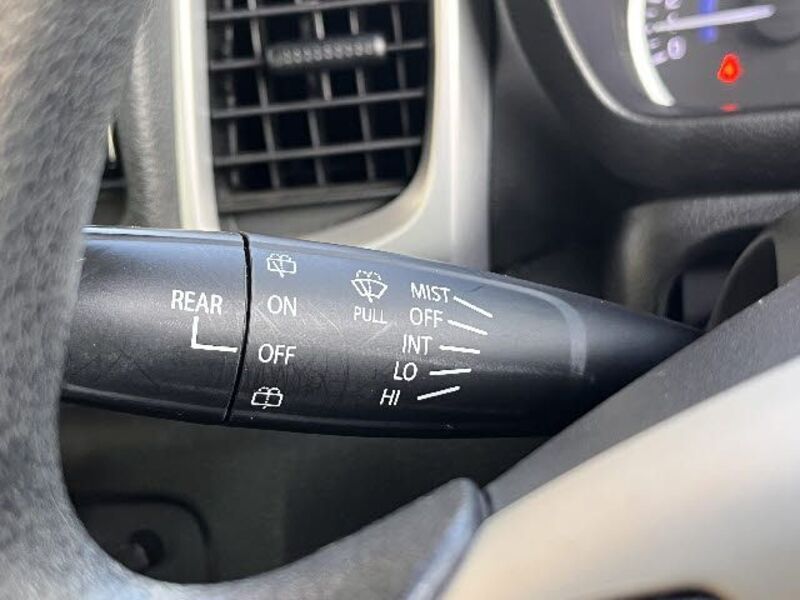 REAR
ON
OFF
PULL
MIST
OFF
INT
LO
HI